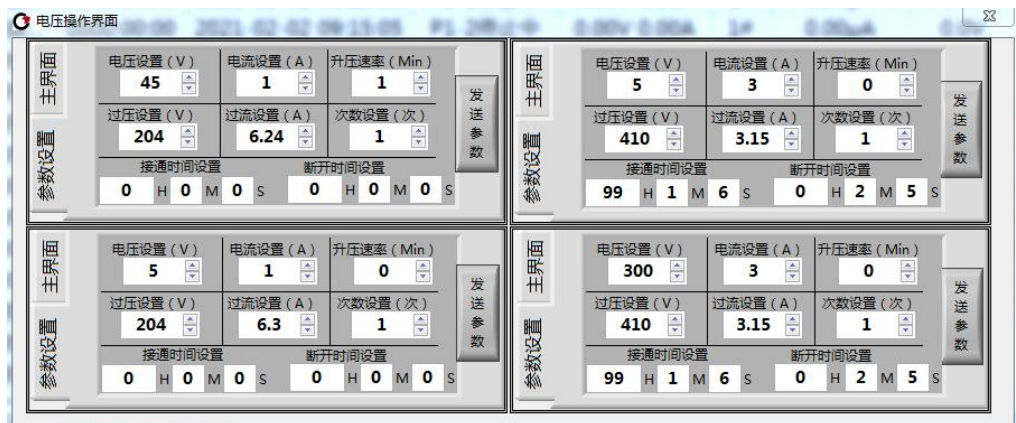 电压操作界面
2021-02-02 09:15:05
0.00V 0.00A
1#
0.00μA
主界面
参数设置
电压设置（V） 电流设置（A） 升压速率（Min）
45 1 1
过压设置（V） 过流设置（A） 次数设置（次）
204 6.24 1
接通时间设置 断开时间设置
0 H 0 M 0 S 0 H 0 M 0 S
发送参数
主界面
参数设置
电压设置（V） 电流设置（A） 升压速率（Min）
5 3 0
过压设置（V） 过流设置（A） 次数设置（次）
410 3.15 1
接通时间设置 断开时间设置
99 H 1 M 6 S 0 H 2 M 5 S
发送参数
主界面
参数设置
电压设置（V） 电流设置（A） 升压速率（Min）
5 1 0
过压设置（V） 过流设置（A） 次数设置（次）
204 6.3 1
接通时间设置 断开时间设置
0 H 0 M 0 S 0 H 0 M 0 S
发送参数
主界面
参数设置
电压设置（V） 电流设置（A） 升压速率（Min）
300 3 0
过压设置（V） 过流设置（A） 次数设置（次）
410 3.15 1
接通时间设置 断开时间设置
99 H 1 M 6 S 0 H 2 M 5 S
发送参数